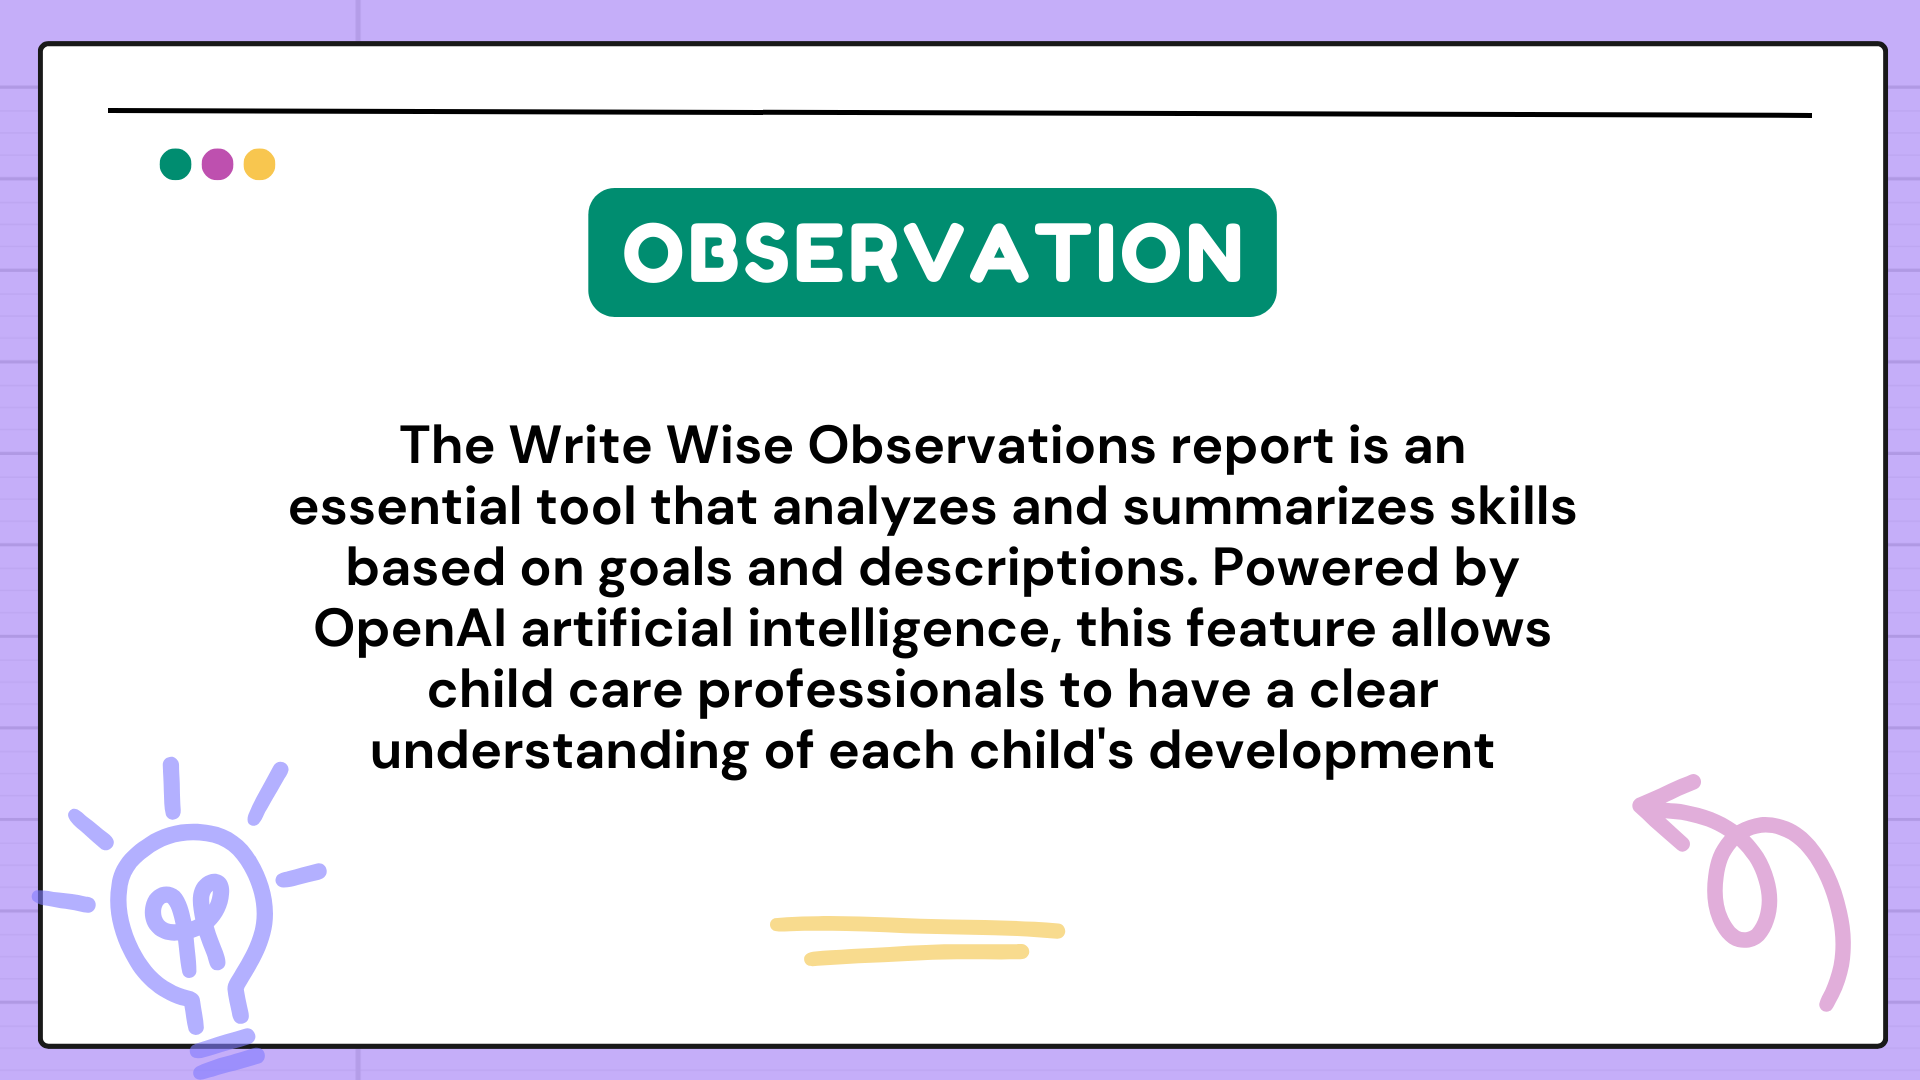 OBSERVATION
The Write Wise Observations report is an
essential tool that analyzes and summarizes skills
based on goals and descriptions. Powered by
OpenAI artificial intelligence, this feature allows
child care professionals to have a clear
understanding of each child's development